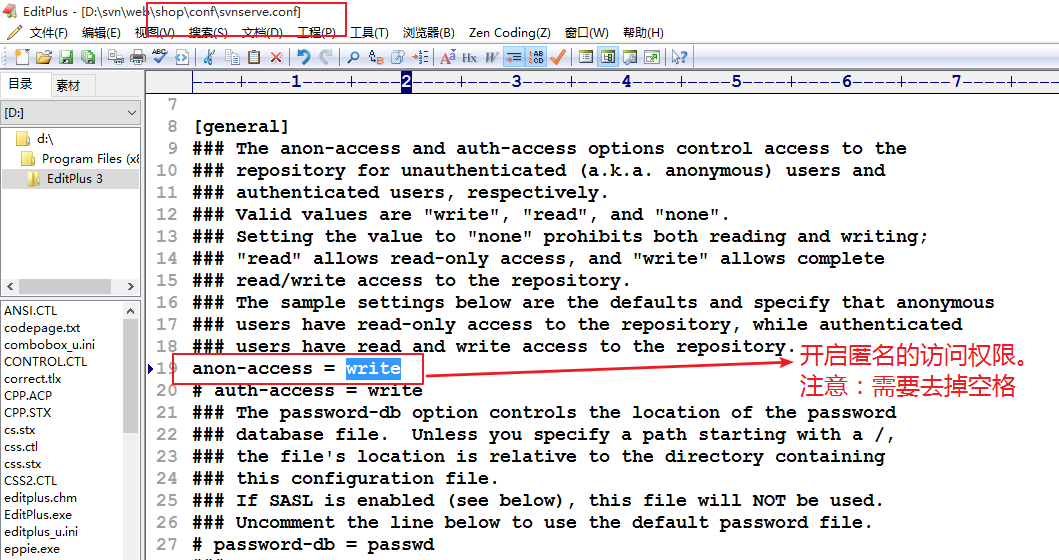 EditPlus - [D:\svn\web\shop\conf\svnserve.conf]
文件(F) 编辑(E) 视图(V) 搜索(S) 文档(D) 工程(P) 工具(T) 浏览器(B) Zen Coding(Z) 窗口(W) 帮助(H)
目录 素材
----+----1----+----2----+----3----+----4----+----5----+----6----+----7----+--
[D:]
d:\
Program Files (x8
EditPlus 3
ANSI.CTL
codepage.txt
combobox_u.ini
CONTROL.CTL
correct.tlx
CPP.ACP
CPP.STX
cs.stx
css.ctl
css.stx
CSS2.CTL
editplus.chm
EditPlus.exe
editplus_u.ini
eppie.exe
7
8 [general]
9 ### The anon-access and auth-access options control access to the
10 ### repository for unauthenticated (a.k.a. anonymous) users and
11 ### authenticated users, respectively.
12 ### Valid values are "write", "read", and "none".
13 ### Setting the value to "none" prohibits both reading and writing;
14 ### "read" allows read-only access, and "write" allows complete
15 ### read/write access to the repository.
16 ### The sample settings below are the defaults and specify that anonymous
17 ### users have read-only access to the repository, while authenticated
18 ### users have read and write access to the repository.
19 anon-access = write
20 # auth-access = write
21 ### The password-db option controls the location of the password
22 ### database file.  Unless you specify a path starting with a /,
23 ### the file's location is relative to the directory containing
24 ### this configuration file.
25 ### If SASL is enabled (see below), this file will NOT be used.
26 ### Uncomment the line below to use the default password file.
27 # password-db = passwd
开启匿名的访问权限。
注意：需要去掉空格